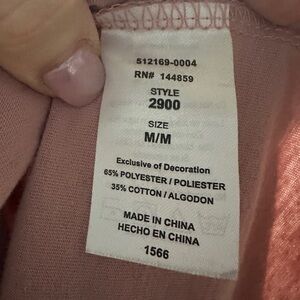 S12169-0004
RN# 144859
STYLE
2900
SIZE
M/M
Exclusive of Decoration
65% POLYESTER / POLIESTER
35% COTTON / ALGODON
MADE IN CHINA
HECHO EN CHINA
1566